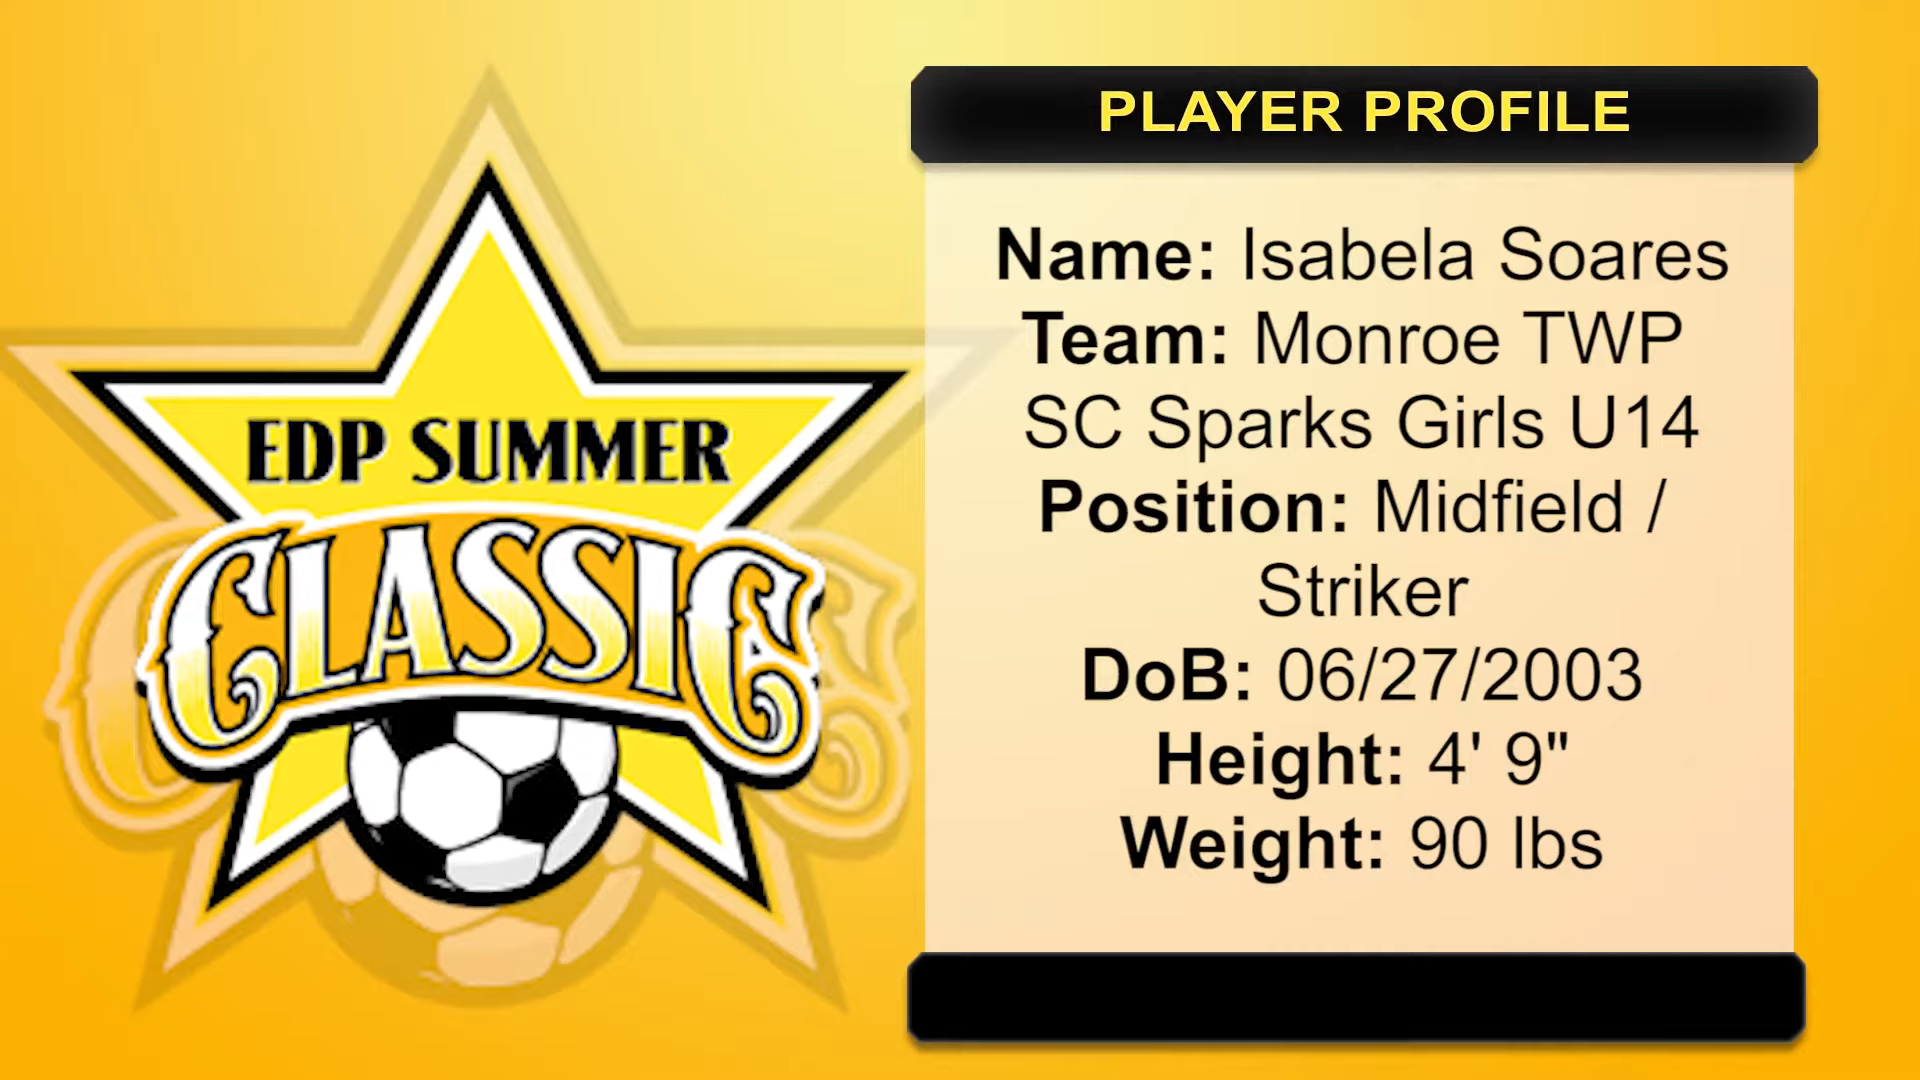 EDP SUMMER
CLASSIC
PLAYER PROFILE
Name: Isabela Soares
Team: Monroe TWP
SC Sparks Girls U14
Position: Midfield /
Striker
DoB: 06/27/2003
Height: 4' 9"
Weight: 90 lbs